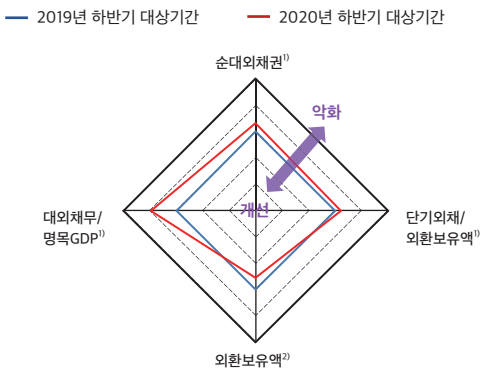 2019년 하반기 대상기간
2020년 하반기 대상기간
순대외채권1)
악화
개선
대외채무/
명목GDP1)
단기외채/
외환보유액1)
외환보유액2)